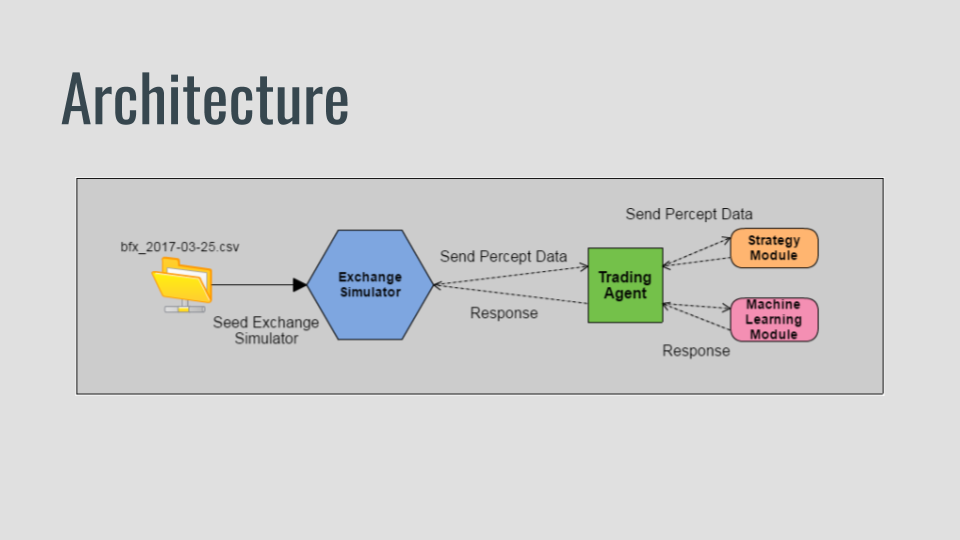 Architecture
bfx_2017-03-25.csv
Seed Exchange
Simulator
Exchange
Simulator
Send Percept Data
Response
Trading
Agent
Send Percept Data
Strategy
Module
Machine
Learning
Module
Response